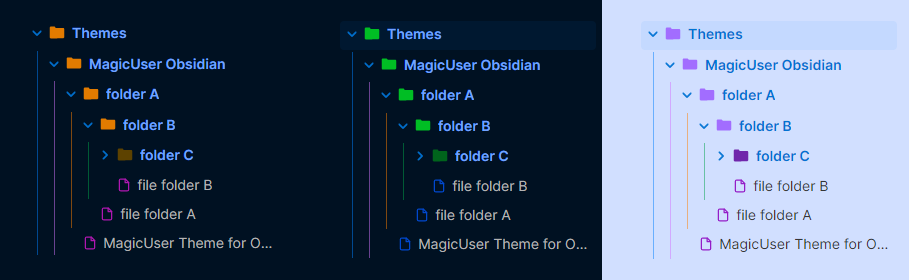 Themes
MagicUser Obsidian
folder A
folder B
folder C
file folder B
file folder A
MagicUser Theme for O...
Themes
MagicUser Obsidian
folder A
folder B
folder C
file folder B
file folder A
MagicUser Theme for O...
Themes
MagicUser Obsidian
folder A
folder B
folder C
file folder B
file folder A
MagicUser Theme for O...